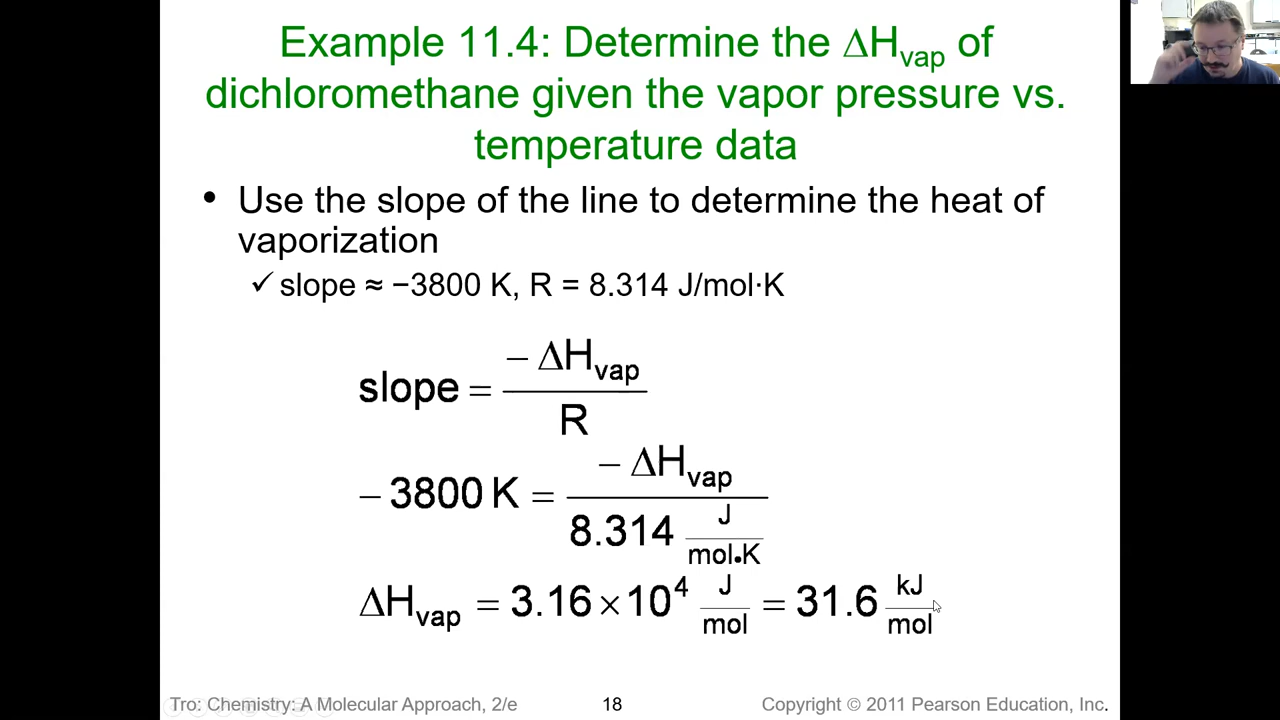 Example 11.4: Determine the ΔHvap of
dichloromethane given the vapor pressure vs.
temperature data
• Use the slope of the line to determine the heat of
vaporization
✓ slope ≈ −3800 K, R = 8.314 J/mol·K
slope = −ΔHvap / R
−3800 K = −ΔHvap / 8.314 J/mol•K
ΔHvap = 3.16 × 10⁴ J/mol = 31.6 kJ/mol
Tro: Chemistry: A Molecular Approach, 2/e
18
Copyright © 2011 Pearson Education, Inc.